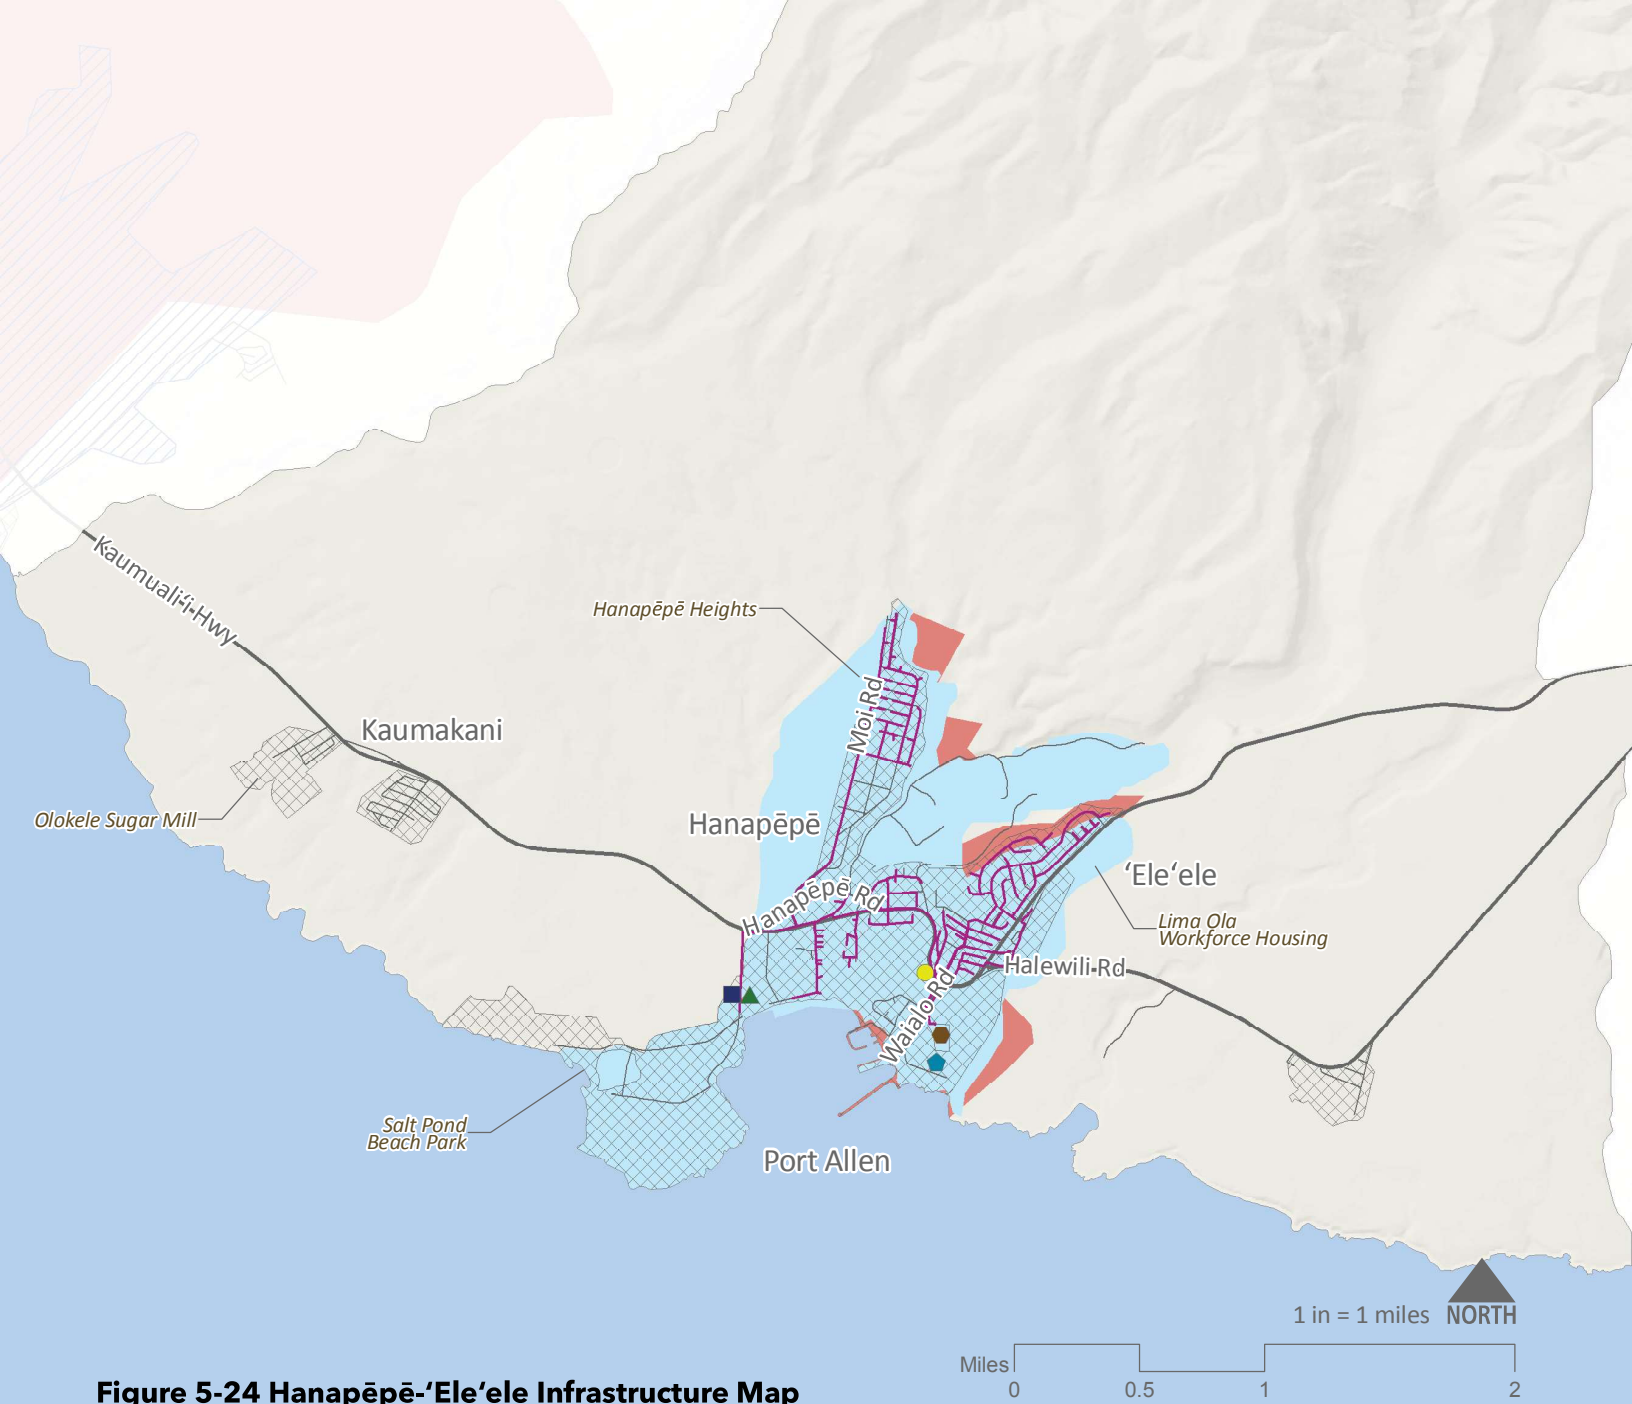 Kaumuali‘i Hwy
Hanapēpē Heights
Moi Rd
Kaumakani
Olokele Sugar Mill
Hanapēpē
Hanapēpē Rd
‘Ele‘ele
Lima Ola
Workforce Housing
Halewili Rd
Waialo Rd
Salt Pond
Beach Park
Port Allen
1 in = 1 miles NORTH
Miles
0 0.5 1 2
Figure 5-24 Hanapēpē-‘Ele‘ele Infrastructure Map